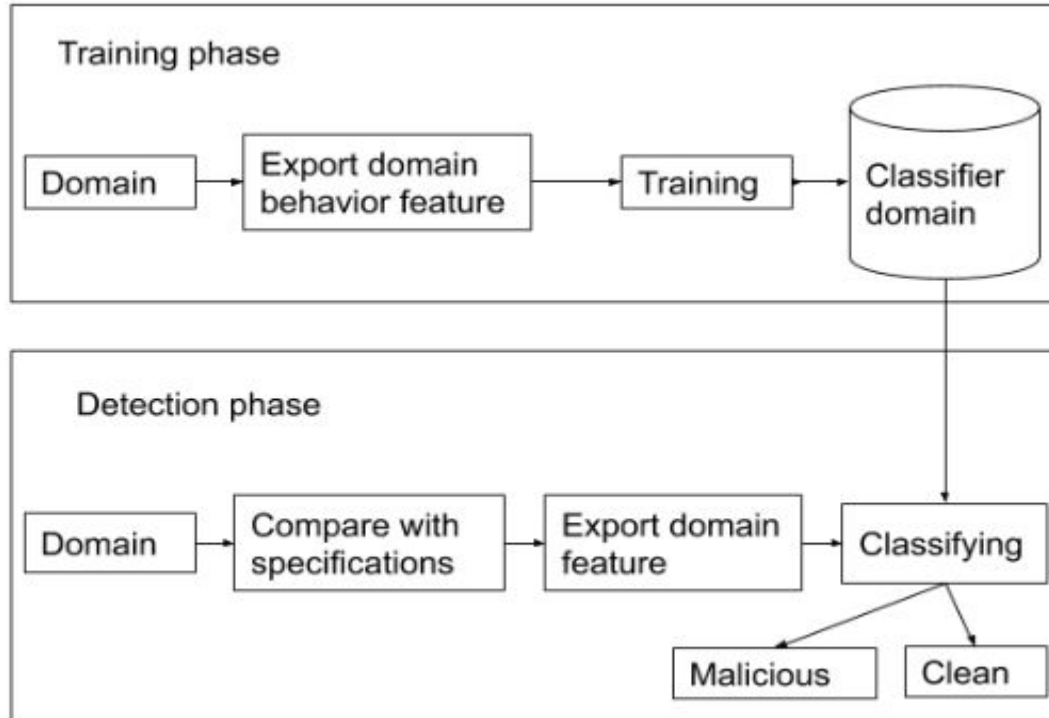 Training phase
Domain
Export domain
behavior feature
Training
Classifier
domain
Detection phase
Domain
Compare with
specifications
Export domain
feature
Classifying
Malicious
Clean